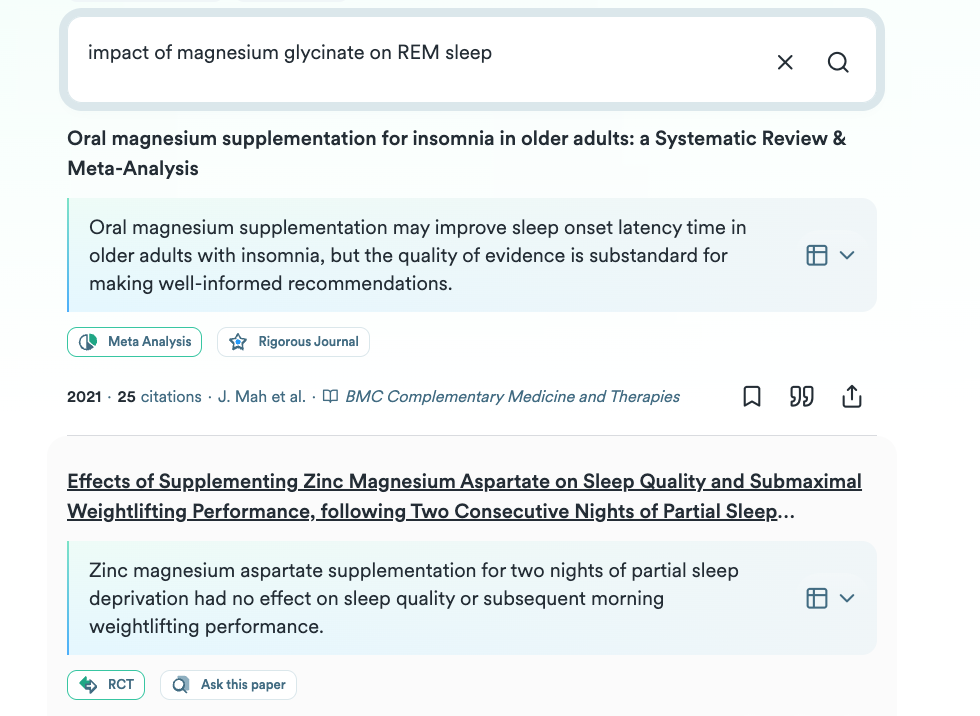 impact of magnesium glycinate on REM sleep
Oral magnesium supplementation for insomnia in older adults: a Systematic Review &
Meta-Analysis
Oral magnesium supplementation may improve sleep onset latency time in
older adults with insomnia, but the quality of evidence is substandard for
making well-informed recommendations.
Meta Analysis
Rigorous Journal
2021 · 25 citations · J. Mah et al. · BMC Complementary Medicine and Therapies
Effects of Supplementing Zinc Magnesium Aspartate on Sleep Quality and Submaximal
Weightlifting Performance, following Two Consecutive Nights of Partial Sleep...
Zinc magnesium aspartate supplementation for two nights of partial sleep
deprivation had no effect on sleep quality or subsequent morning
weightlifting performance.
RCT
Ask this paper